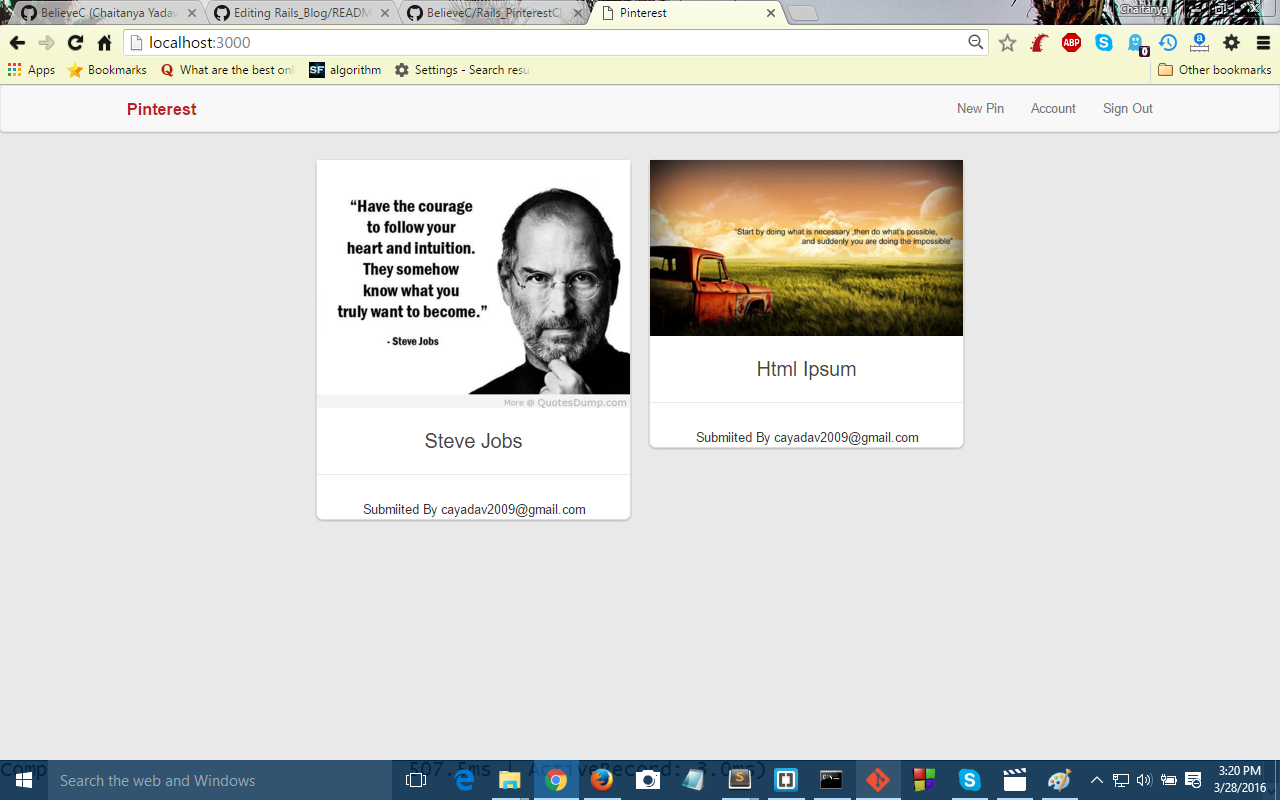 BelieveC (Chaitanya Yadav
Editing Rails_Blog/READM
BelieveC/Rails_PinterestCl
Pinterest
Chaitanya
localhost:3000
ABP
0
Apps
Bookmarks
What are the best onl
SF
algorithm
Settings - Search resu
Other bookmarks
Pinterest
New Pin
Account
Sign Out
“Have the courage
to follow your
heart and intuition.
They somehow
know what you
truly want to become.”
- Steve Jobs
More @ QuotesDump.com
Steve Jobs
Submiited By cayadav2009@gmail.com
"Start by doing what is necessary ,then do what's possible,
and suddenly you are doing the impossible"
Html Ipsum
Submiited By cayadav2009@gmail.com
Comp
507.5ms | ActiveRecord: 3.0ms)
Search the web and Windows
3:20 PM
3/28/2016